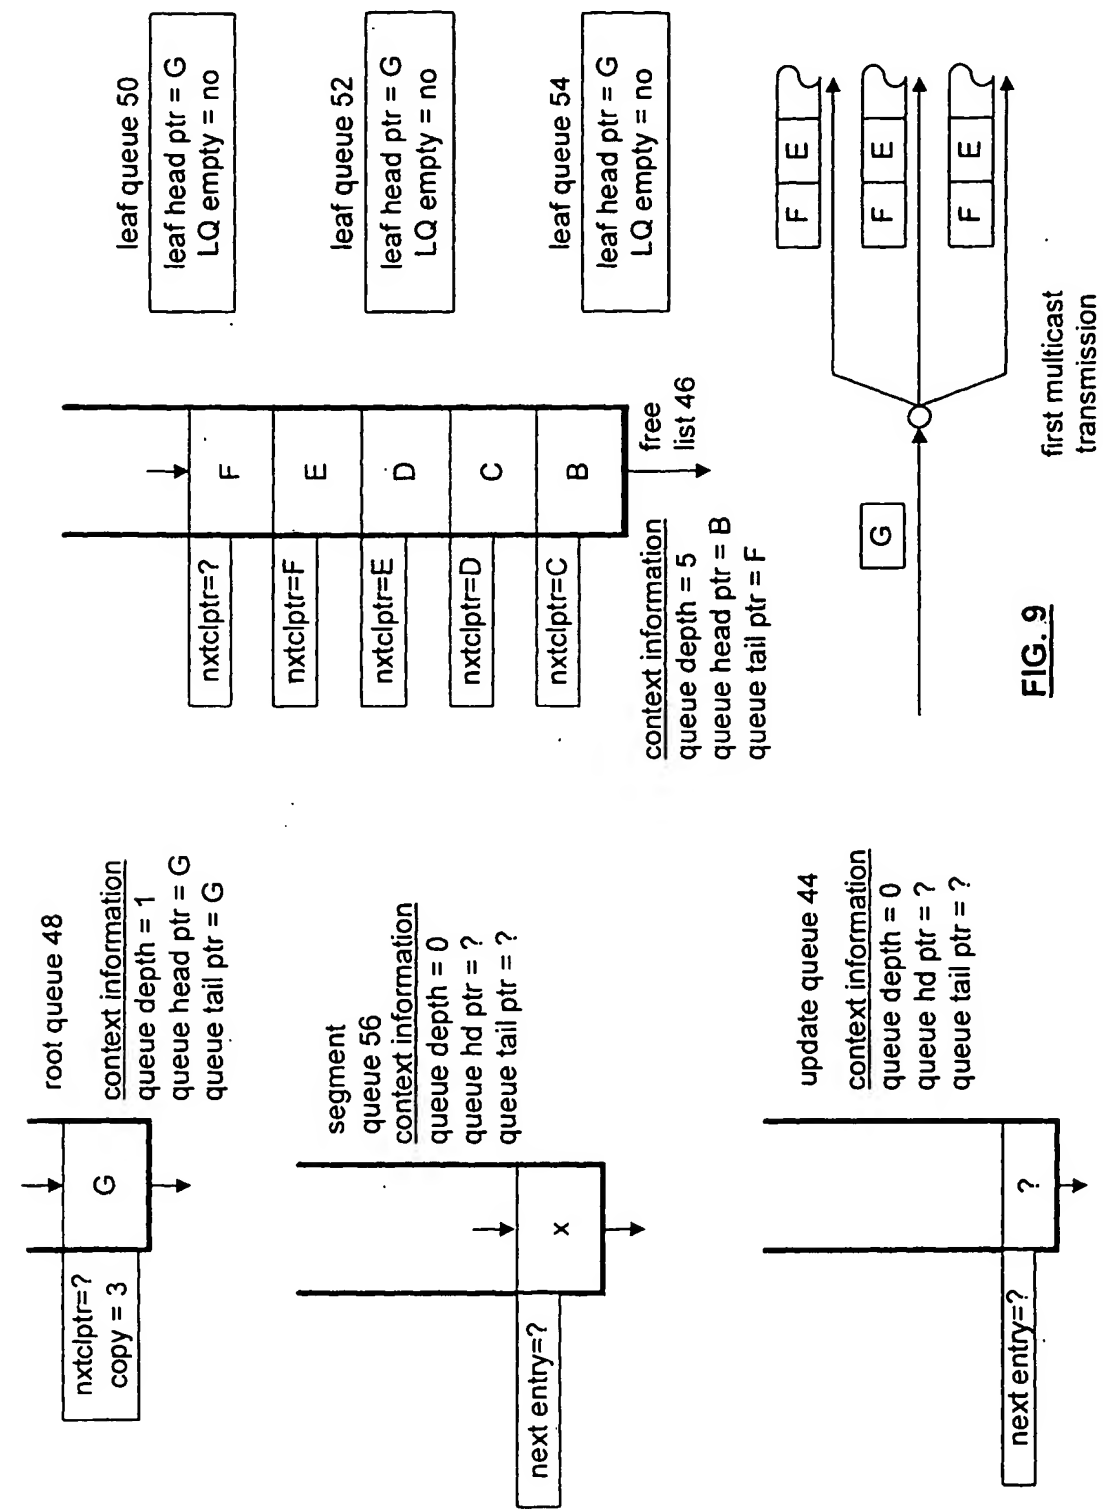 root queue 48
nxtclptr=?
copy = 3
G
context information
queue depth = 1
queue head ptr = G
queue tail ptr = G
segment
queue 56
context information
queue depth = 0
queue hd ptr = ?
queue tail ptr = ?
next entry=?
x
update queue 44
context information
queue depth = 0
queue hd ptr = ?
queue tail ptr = ?
next entry=?
?
nxtclptr=?
F
nxtclptr=F
E
nxtclptr=E
D
nxtclptr=D
C
nxtclptr=C
B
free
list 46
context information
queue depth = 5
queue head ptr = B
queue tail ptr = F
leaf queue 50
leaf head ptr = G
LQ empty = no
leaf queue 52
leaf head ptr = G
LQ empty = no
leaf queue 54
leaf head ptr = G
LQ empty = no
G
F E
F E
F E
first multicast
transmission
FIG. 9